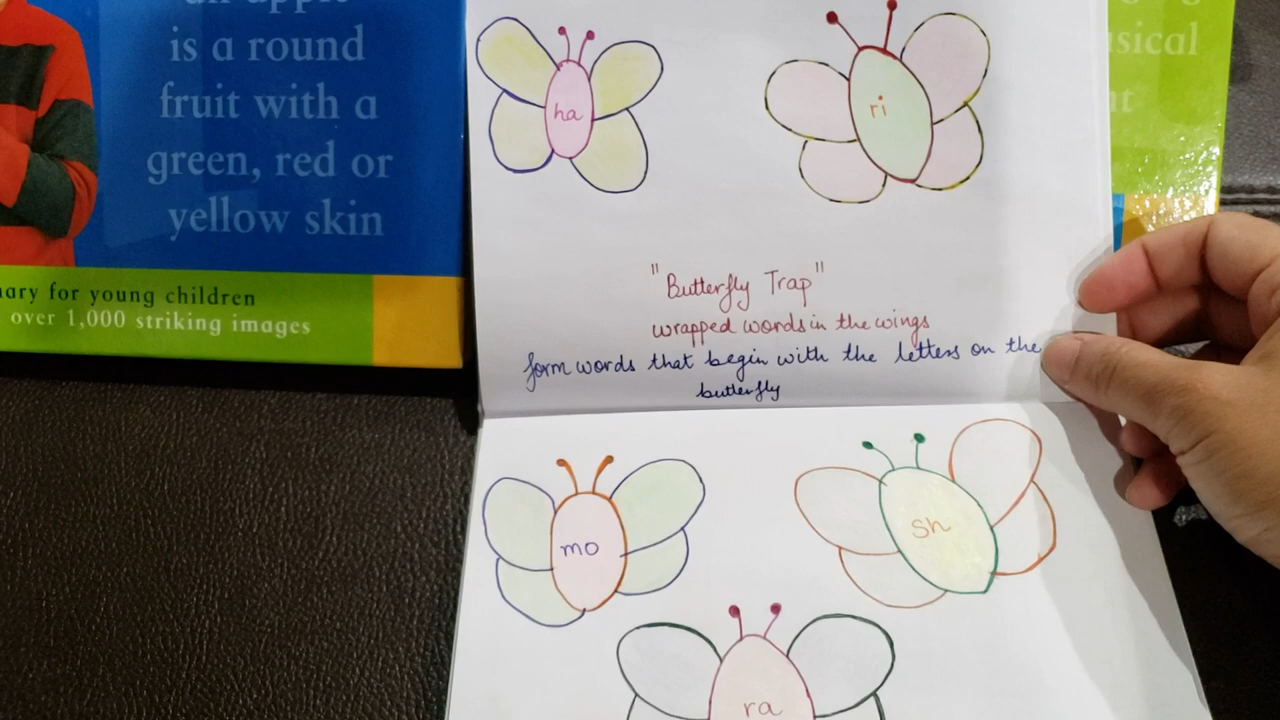 an apple
is a round
fruit with a
green, red or
yellow skin
for young children
over 1,000 striking images
ha
ri
"Butterfly Trap"
wrapped words in the wings
form words that begin with the letters on the
butterfly
mo
sh
ra